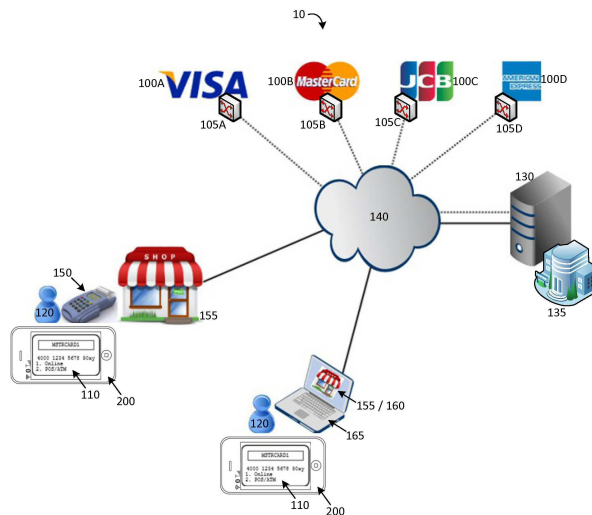 10
100A
VISA
100B
MasterCard
JCB
100C
AMERICAN
EXPRESS
100D
105A
105B
105C
105D
130
140
135
SHOP
150
120
155
MSTRCARD1
4000 1234 5678 90ay
1. Online
2. POS/ATM
110
200
155 / 160
120
165
MSTRCARD1
4000 1234 5678 90ay
1. Online
2. POS/ATM
110
200